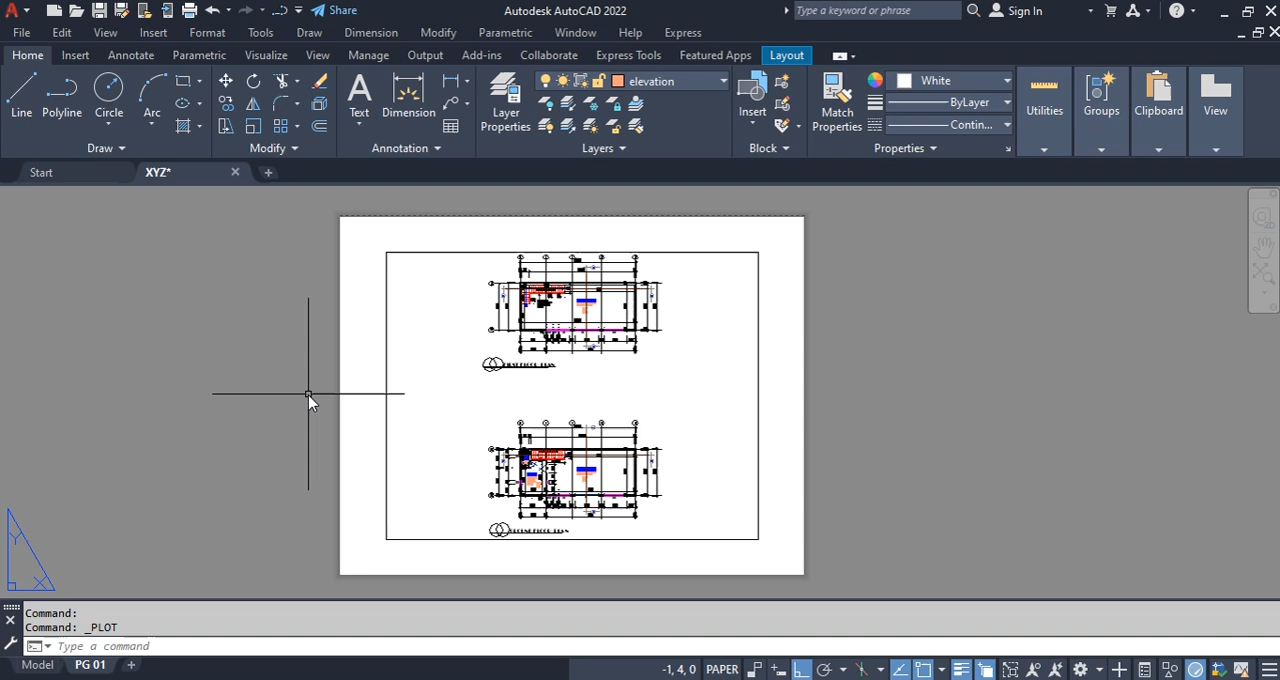 Share
Autodesk AutoCAD 2022
Type a keyword or phrase
Sign In
File Edit View Insert Format Tools Draw Dimension Modify Parametric Window Help Express
Home Insert Annotate Parametric Visualize View Manage Output Add-ins Collaborate Express Tools Featured Apps Layout
Line Polyline Circle Arc
Draw
Modify
Text Dimension
Annotation
Layer Properties
elevation
Layers
Insert
Block
Match Properties
White
ByLayer
Contin...
Properties
Utilities
Groups
Clipboard
View
Start XYZ*
Y
X
Command:
Command: _PLOT
Type a command
Model PG 01
-1, 4, 0 PAPER